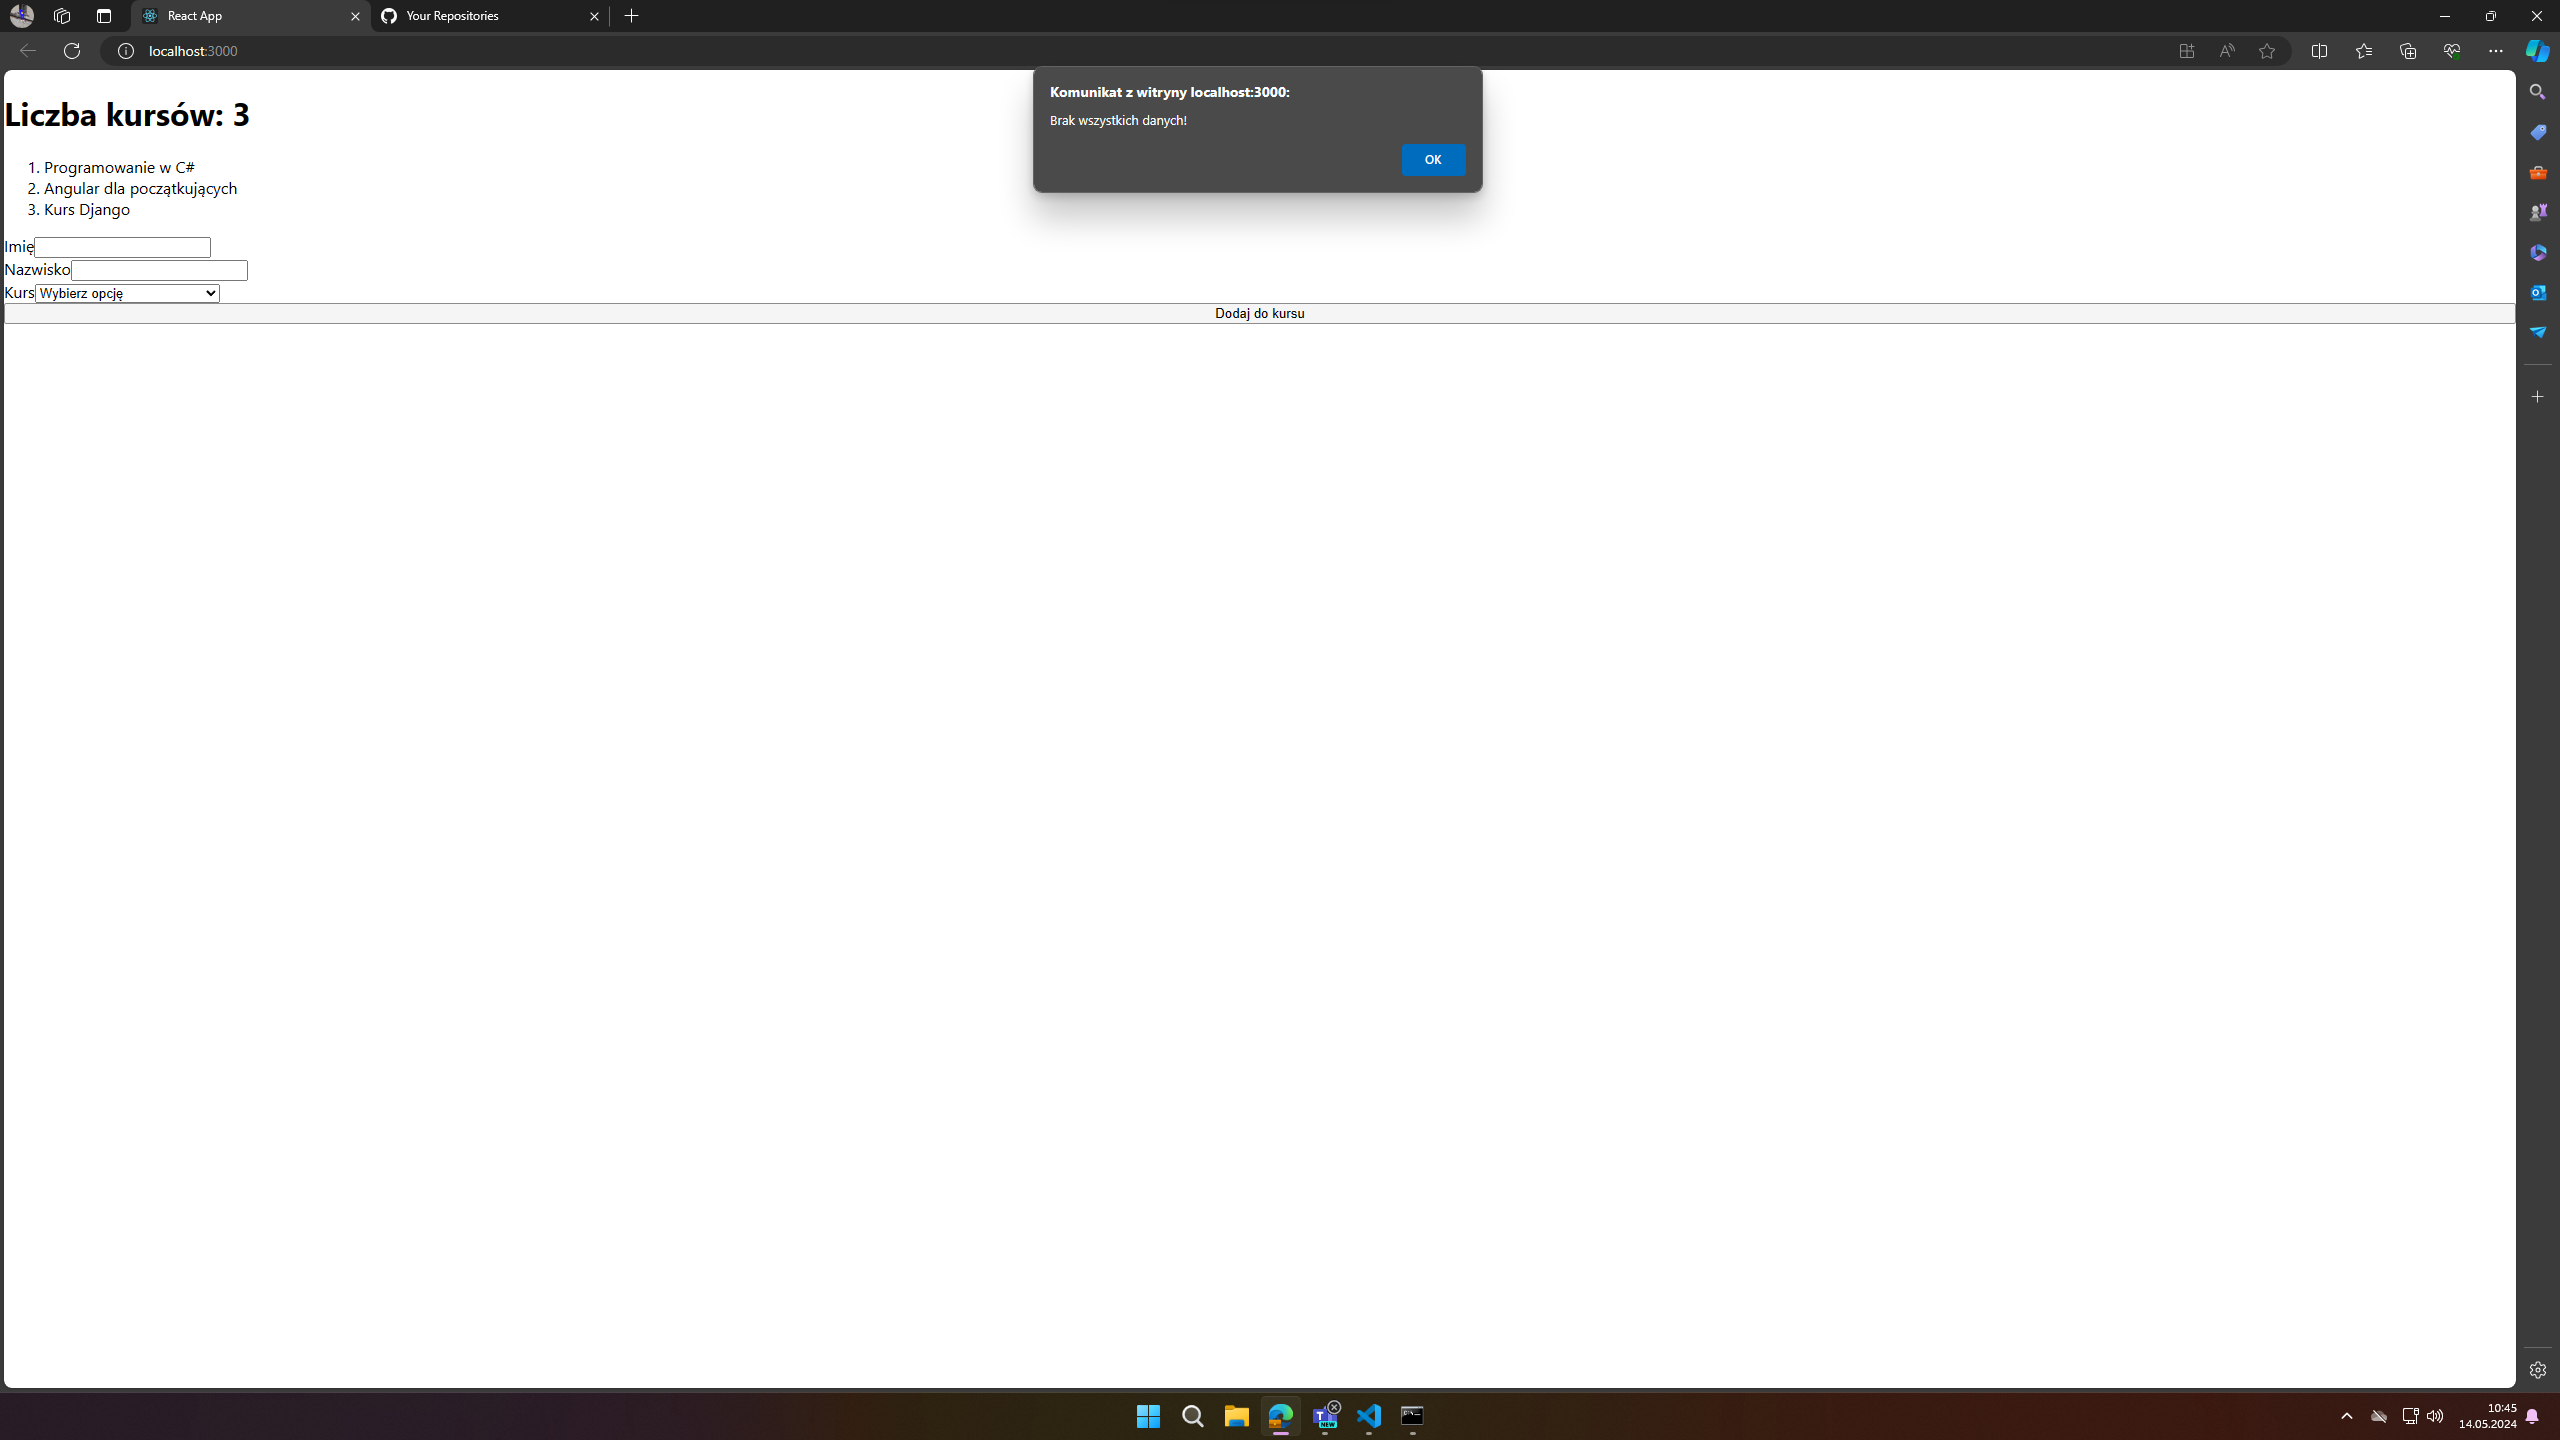 React App
Your Repositories
localhost:3000
Komunikat z witryny localhost:3000:
Brak wszystkich danych!
OK
Liczba kursów: 3
1. Programowanie w C#
2. Angular dla początkujących
3. Kurs Django
Imię
Nazwisko
Kurs Wybierz opcję
Dodaj do kursu
NEW
10:45
14.05.2024